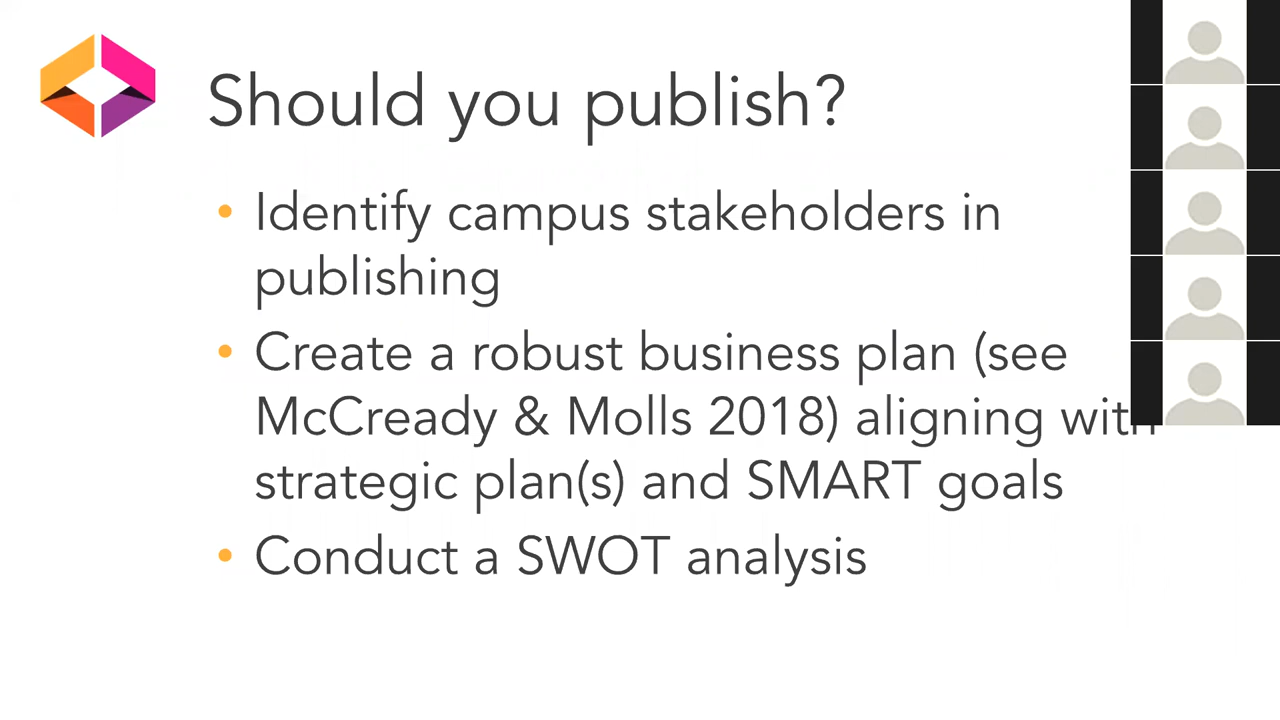 Should you publish?
• Identify campus stakeholders in
publishing
• Create a robust business plan (see
McCready & Molls 2018) aligning with
strategic plan(s) and SMART goals
• Conduct a SWOT analysis